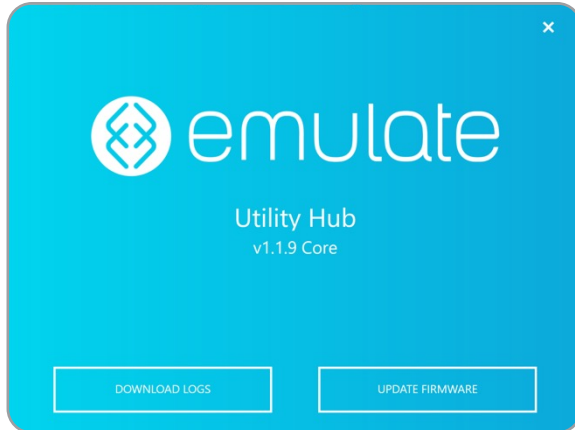 ×
emulate
Utility Hub
v1.1.9 Core
DOWNLOAD LOGS
UPDATE FIRMWARE